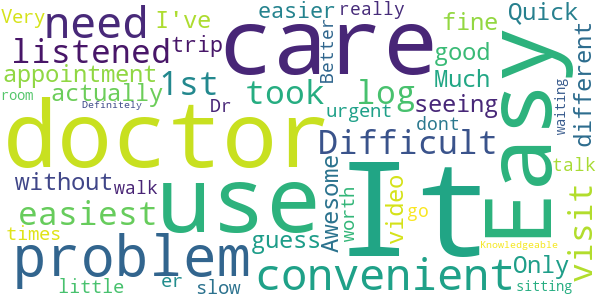 Very
need
I've
easier
really
Quick
care
fine
listened
trip
Better
good
Easy
different
appointment
1st
Much
actually
took
log
seeing
room
Definitely
Dr
urgent
waiting
doctor
Difficult
dont
It
use
without
walk
Awesome
worth
video
talk
visit
easiest
go
times
problem
guess
Knowledgeable
convenient
Only
little
er
slow
sitting